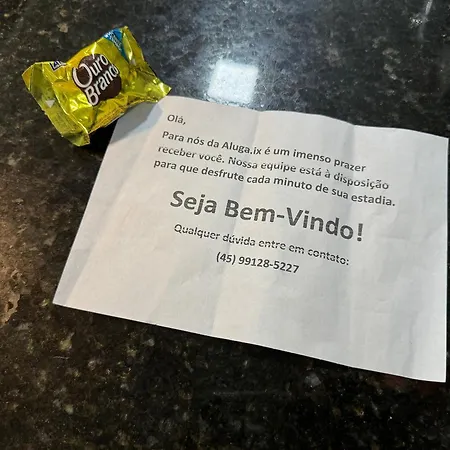 Ouro
Branco
Olá,
Para nós da Aluga.ix é um imenso prazer
receber você. Nossa equipe está à disposição
para que desfrute cada minuto de sua estadia.
Seja Bem-Vindo!
Qualquer dúvida entre em contato:
(45) 99128-5227